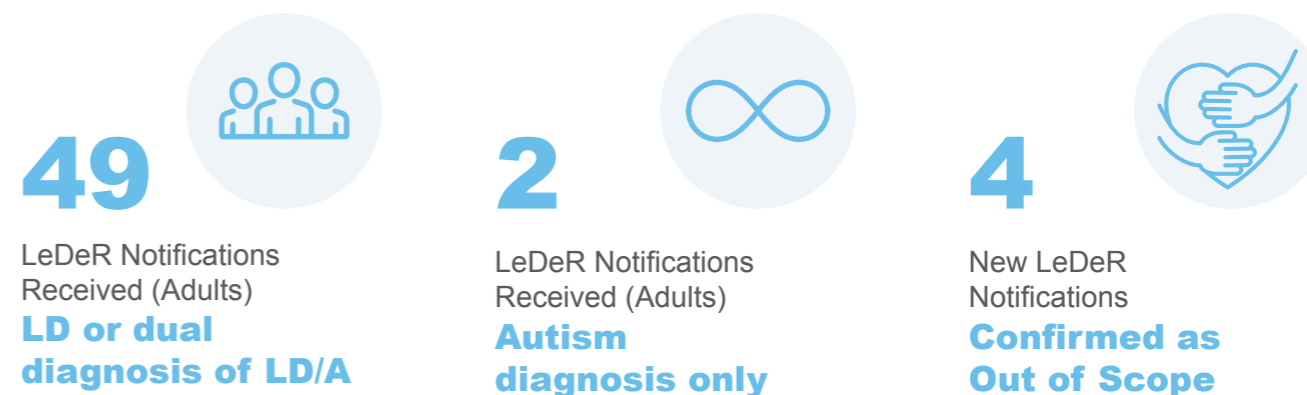 49
LeDeR Notifications
Received (Adults)
LD or dual
diagnosis of LD/A
2
LeDeR Notifications
Received (Adults)
Autism
diagnosis only
4
New LeDeR
Notifications
Confirmed as
Out of Scope